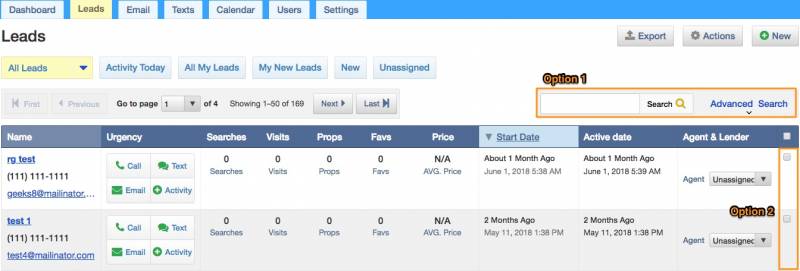 Dashboard Leads Email Texts Calendar Users Settings
Leads
Export Actions New
All Leads Activity Today All My Leads My New Leads New Unassigned
Option 1
First Previous Go to page 1 of 4 Showing 1–50 of 169 Next Last Search Advanced Search
Name Urgency Searches Visits Props Favs Price Start Date Active date Agent & Lender
rg test Call Text 0 0 0 0 N/A About 1 Month Ago About 1 Month Ago
(111) 111-1111 Searches Visits Props Favs AVG. Price June 1, 2018 5:38 AM June 1, 2018 5:39 AM Agent Unassigned
geeks8@mailinator.... Email Activity
Option 2
test 1 Call Text 0 0 0 0 N/A 2 Months Ago 2 Months Ago
(111) 111-1111 Searches Visits Props Favs AVG. Price May 11, 2018 1:38 PM May 11, 2018 1:38 PM Agent Unassigned
test4@mailinator.com Email Activity